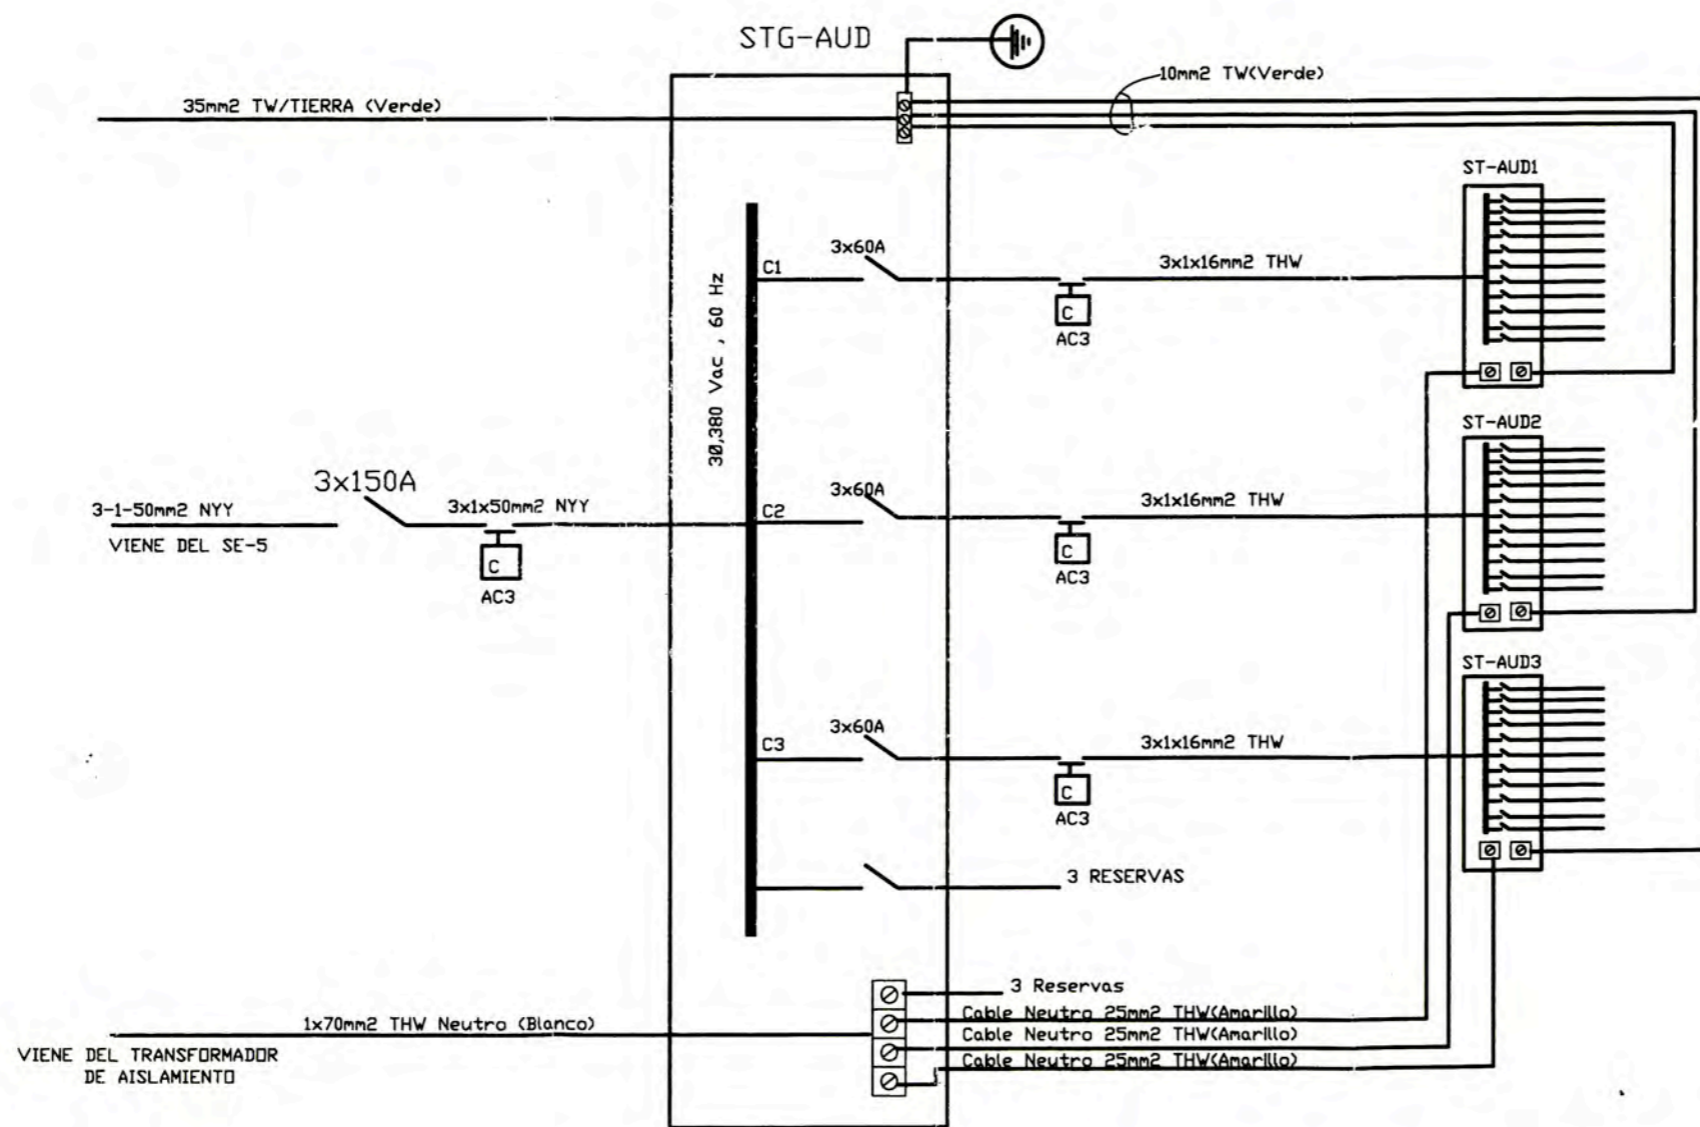 STG-AUD
10mm2 TW(Verde)
35mm2 TW/TIERRA (Verde)
ST-AUD1
3x60A
C1
3x1x16mm2 THW
30,380 Vac , 60 Hz
C
AC3
ST-AUD2
3x150A
3x60A
3-1-50mm2 NYY
3x1x50mm2 NYY
C2
3x1x16mm2 THW
VIENE DEL SE-5
C
AC3
C
AC3
ST-AUD3
3x60A
C3
3x1x16mm2 THW
C
AC3
3 RESERVAS
3 Reservas
Cable Neutro 25mm2 THW(Amarillo)
1x70mm2 THW Neutro (Blanco)
Cable Neutro 25mm2 THW(Amarillo)
VIENE DEL TRANSFORMADOR
DE AISLAMIENTO
Cable Neutro 25mm2 THW(Amarillo)